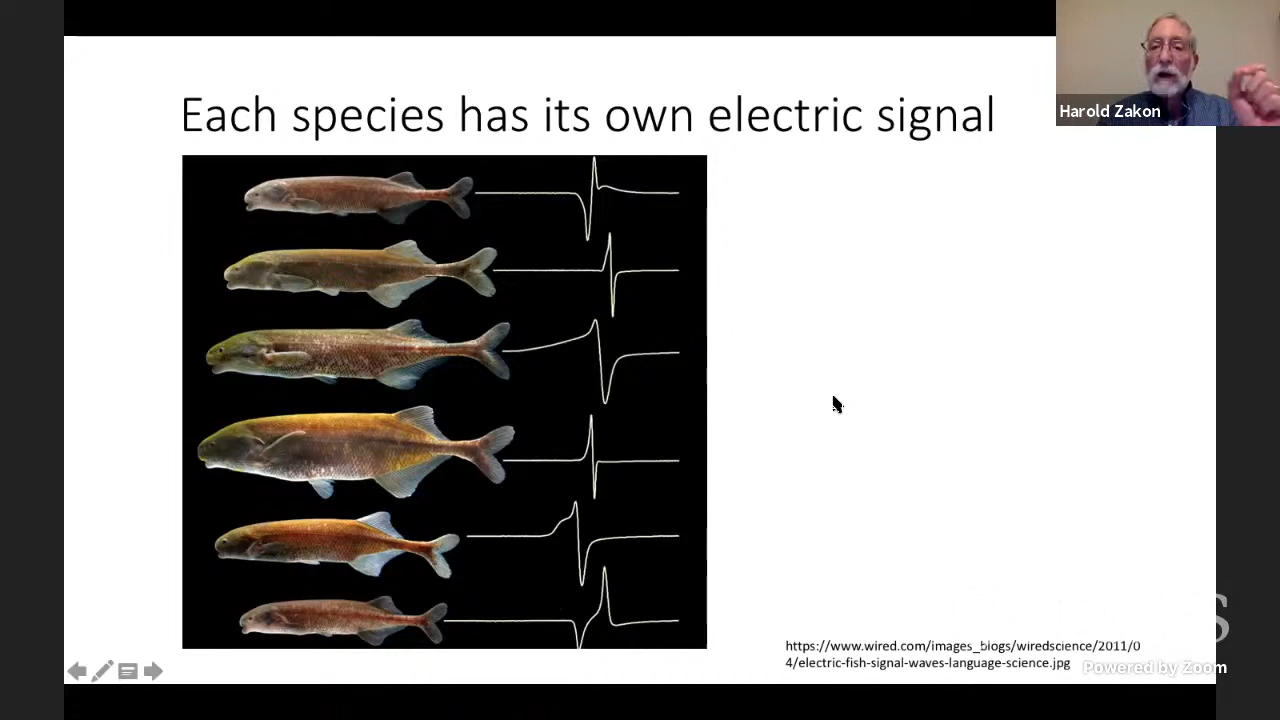 Each species has its own electric signal
Harold Zakon
https://www.wired.com/images_blogs/wiredscience/2011/0
4/electric-fish-signal-waves-language-science.jpg
S
Powered by Zoom